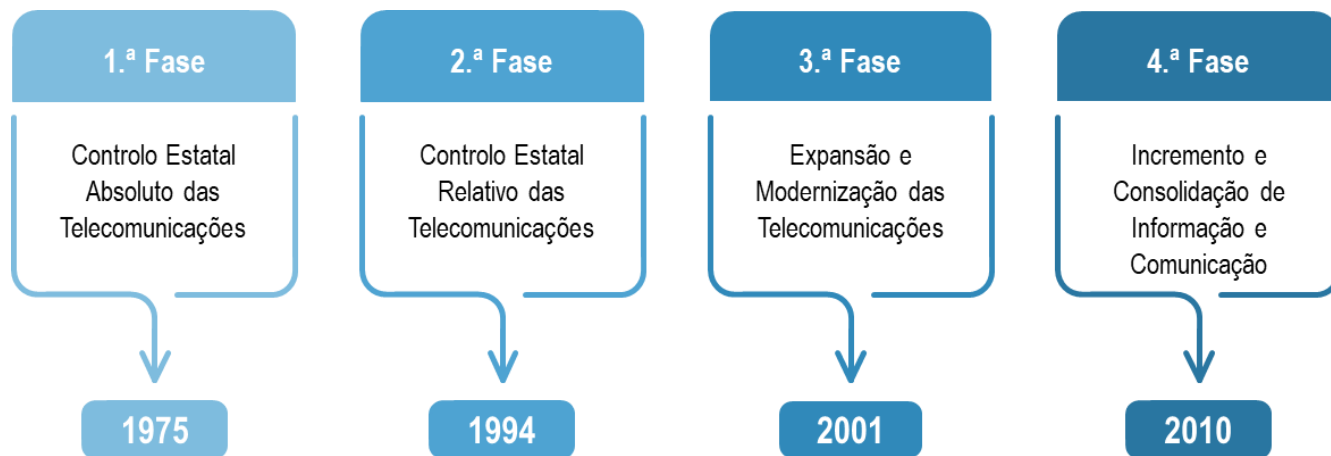 1.ª Fase
Controlo Estatal
Absoluto das
Telecomunicações
1975
2.ª Fase
Controlo Estatal
Relativo das
Telecomunicações
1994
3.ª Fase
Expansão e
Modernização das
Telecomunicações
2001
4.ª Fase
Incremento e
Consolidação de
Informação e
Comunicação
2010